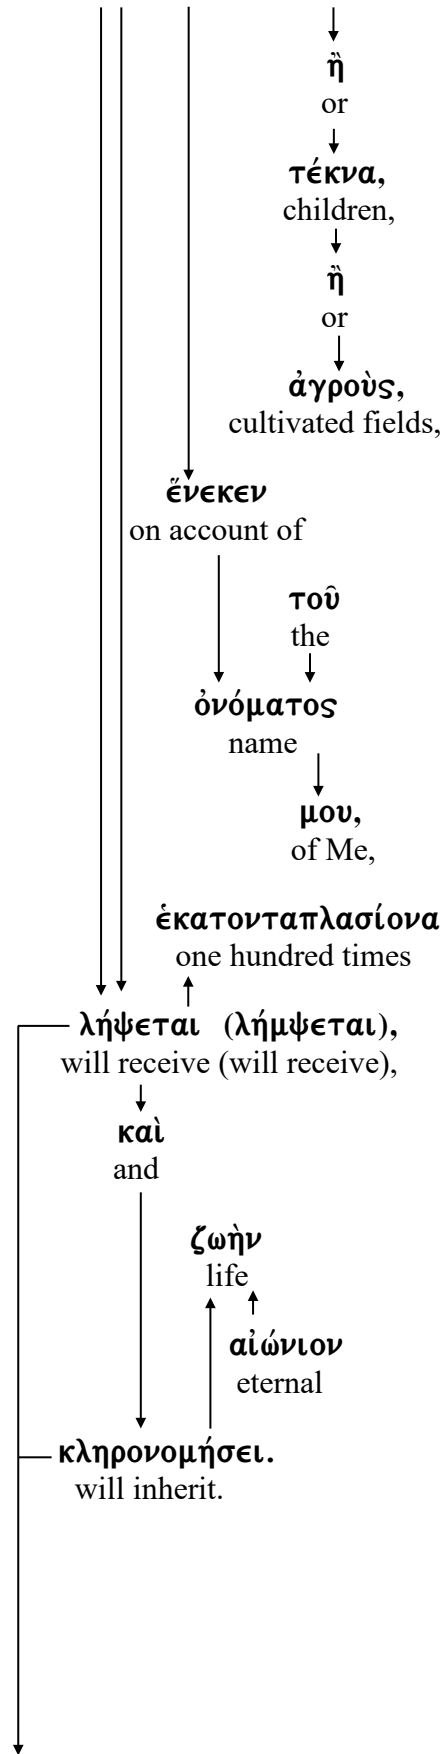 ἢ
or
τέκνα,
children,
ἢ
or
ἀγροὺς,
cultivated fields,
ἕνεκεν
on account of
τοῦ
the
ὀνόματος
name
μου,
of Me,
ἑκατονταπλασίονα
one hundred times
λήψεται (λήμψεται),
will receive (will receive),
καὶ
and
ζωὴν
life
αἰώνιον
eternal
κληρονομήσει.
will inherit.